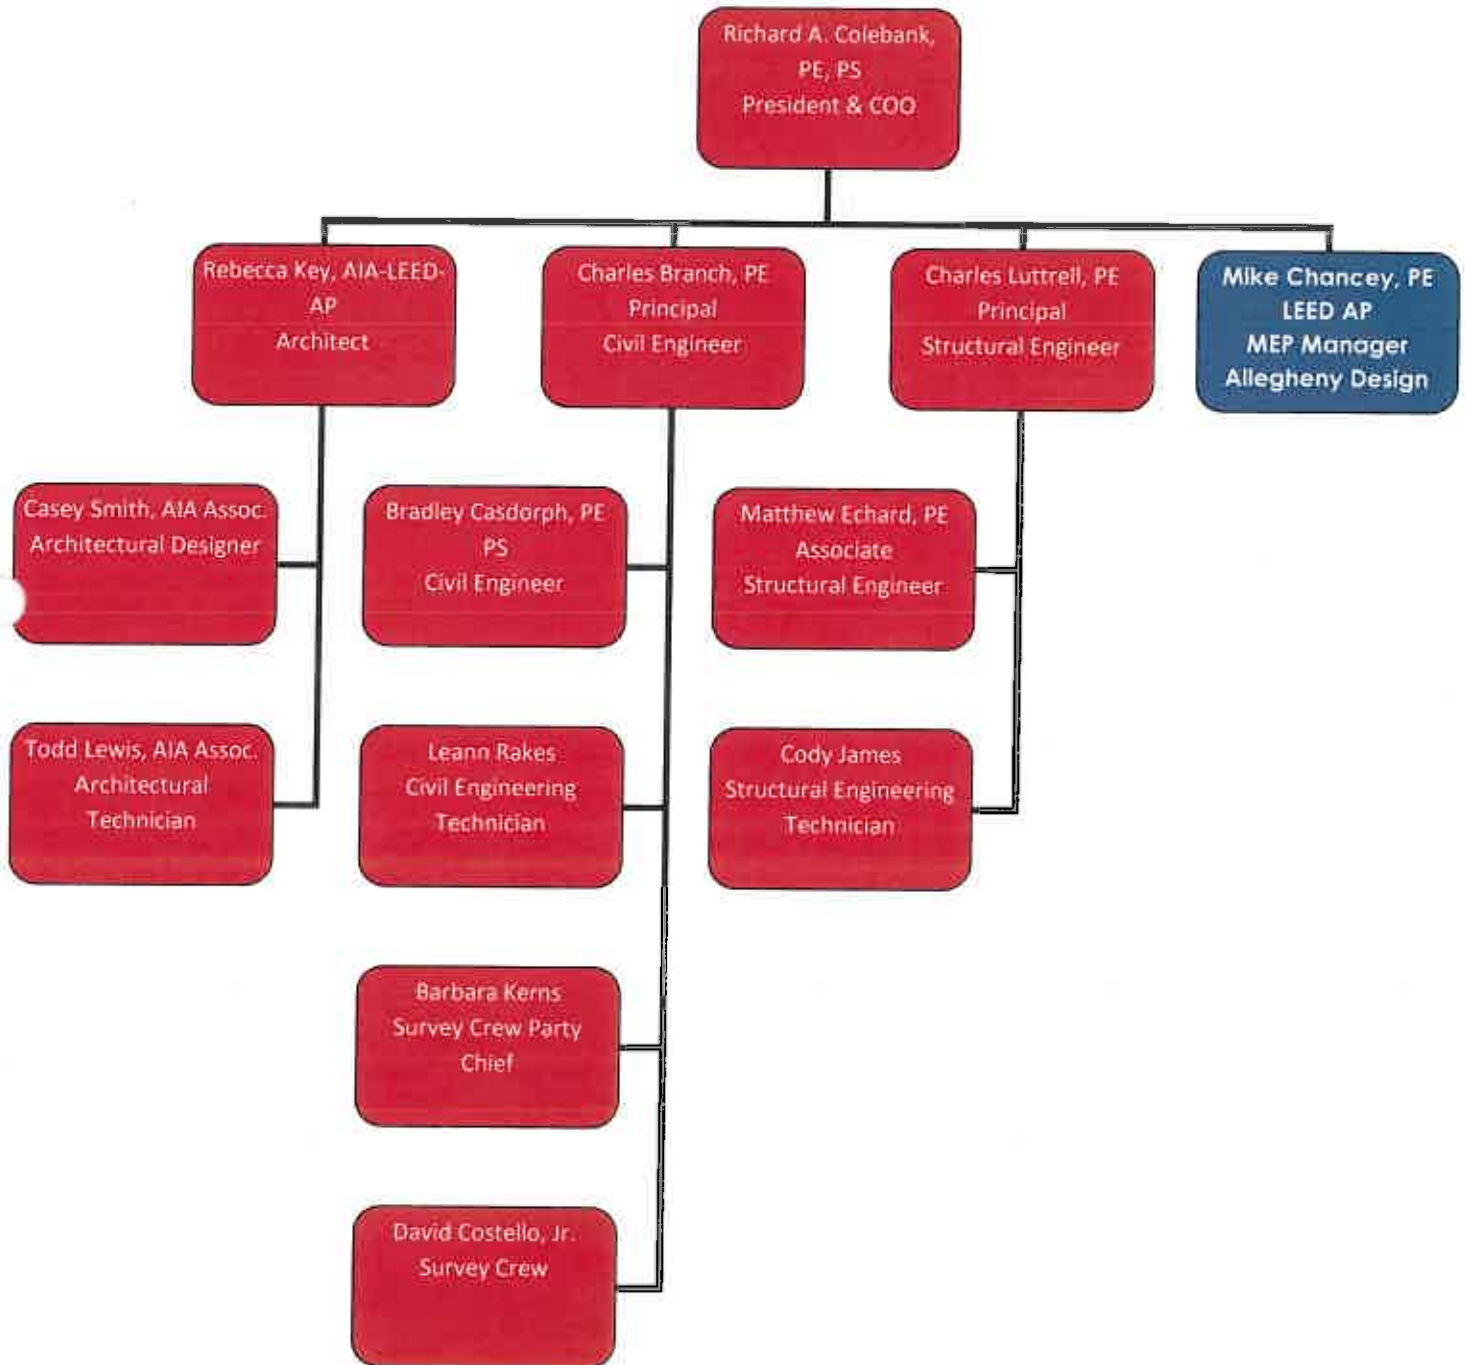 Richard A. Colebank,
PE, PS
President & COO
Rebecca Key, AIA-LEED-
AP
Architect
Charles Branch, PE
Principal
Civil Engineer
Charles Luttrell, PE
Principal
Structural Engineer
Mike Chancey, PE
LEED AP
MEP Manager
Allegheny Design
Casey Smith, AIA Assoc.
Architectural Designer
Bradley Casdorph, PE
PS
Civil Engineer
Matthew Echard, PE
Associate
Structural Engineer
Todd Lewis, AIA Assoc.
Architectural
Technician
Leann Rakes
Civil Engineering
Technician
Cody James
Structural Engineering
Technician
Barbara Kerns
Survey Crew Party
Chief
David Costello, Jr.
Survey Crew